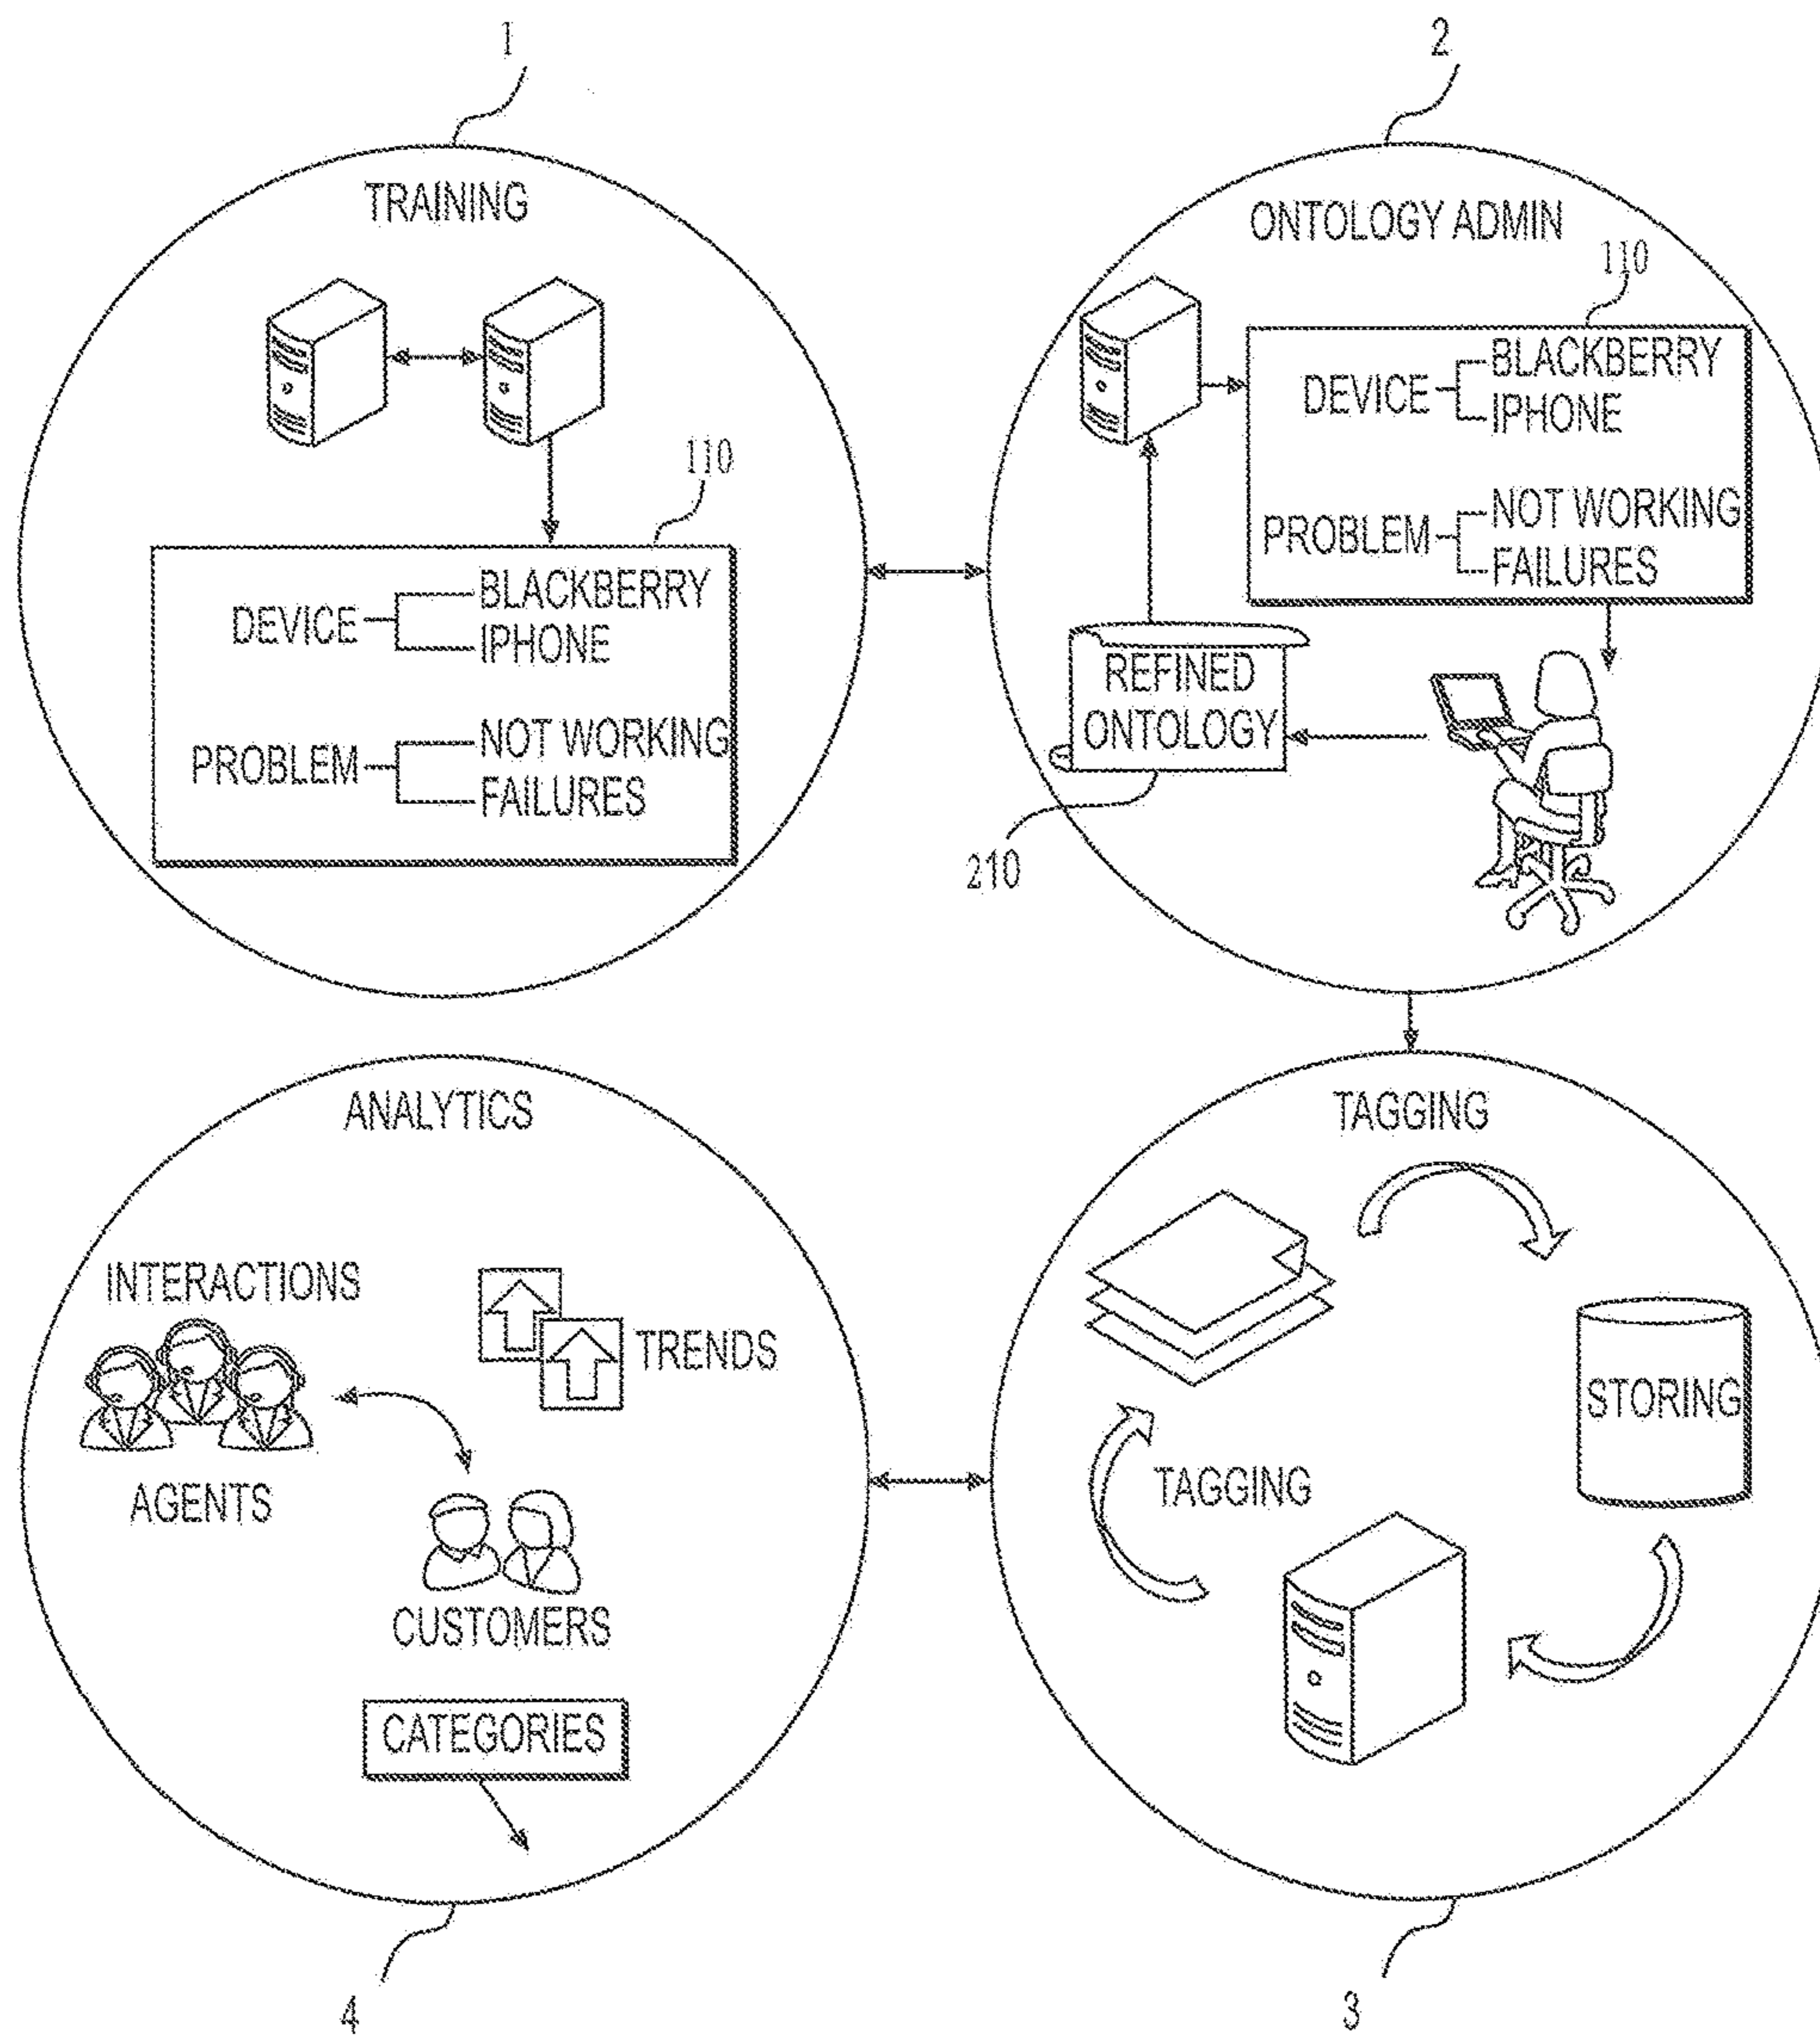 1
TRAINING
110
DEVICE
BLACKBERRY
IPHONE
PROBLEM
NOT WORKING
FAILURES
2
ONTOLOGY ADMIN
110
DEVICE
BLACKBERRY
IPHONE
PROBLEM
NOT WORKING
FAILURES
REFINED
ONTOLOGY
210
ANALYTICS
INTERACTIONS
TRENDS
AGENTS
CUSTOMERS
CATEGORIES
4
TAGGING
STORING
TAGGING
3